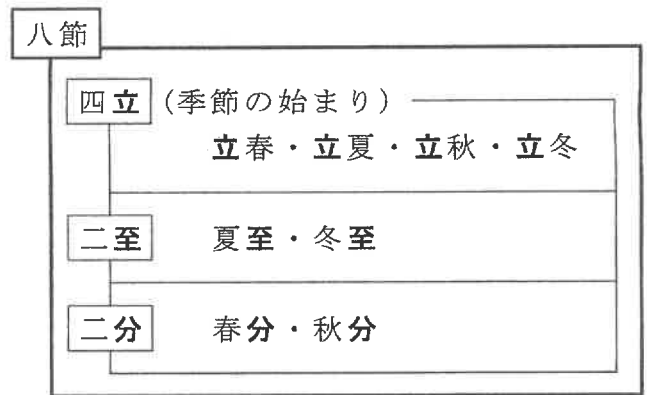 八節
四立 (季節の始まり)
立春・立夏・立秋・立冬
二至 夏至・冬至
二分 春分・秋分